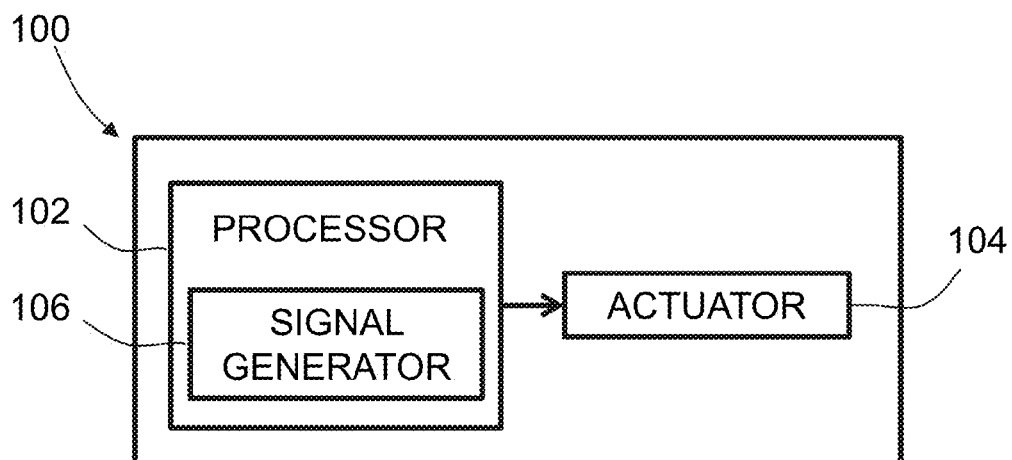 100
102
PROCESSOR
104
106
SIGNAL
GENERATOR
ACTUATOR